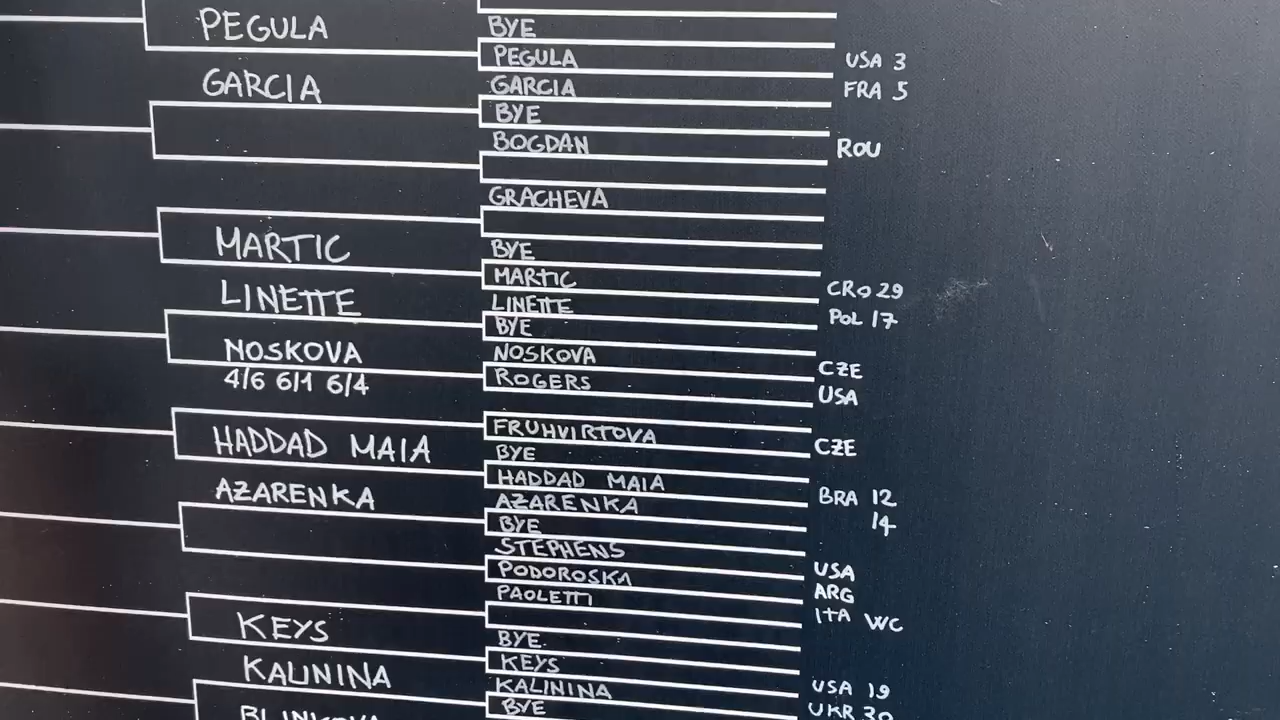 BYE
PEGULA
PEGULA USA 3
GARCIA
GARCIA FRA 5
BYE
BOGDAN ROU
GRACHEVA
MARTIC
BYE
MARTIC CRO 29
LINETTE
LINETTE POL 17
BYE
NOSKOVA
NOSKOVA CZE
4/6 6/1 6/4
ROGERS USA
FRUHVIRTOVA CZE
HADDAD MAIA
BYE
HADDAD MAIA BRA 12
AZARENKA
AZARENKA 14
BYE
STEPHENS USA
PODOROSKA ARG
PAOLETTI ITA WC
KEYS
BYE
KEYS USA 19
KALININA
KALININA UKR 30
BYE
BLINKOVA